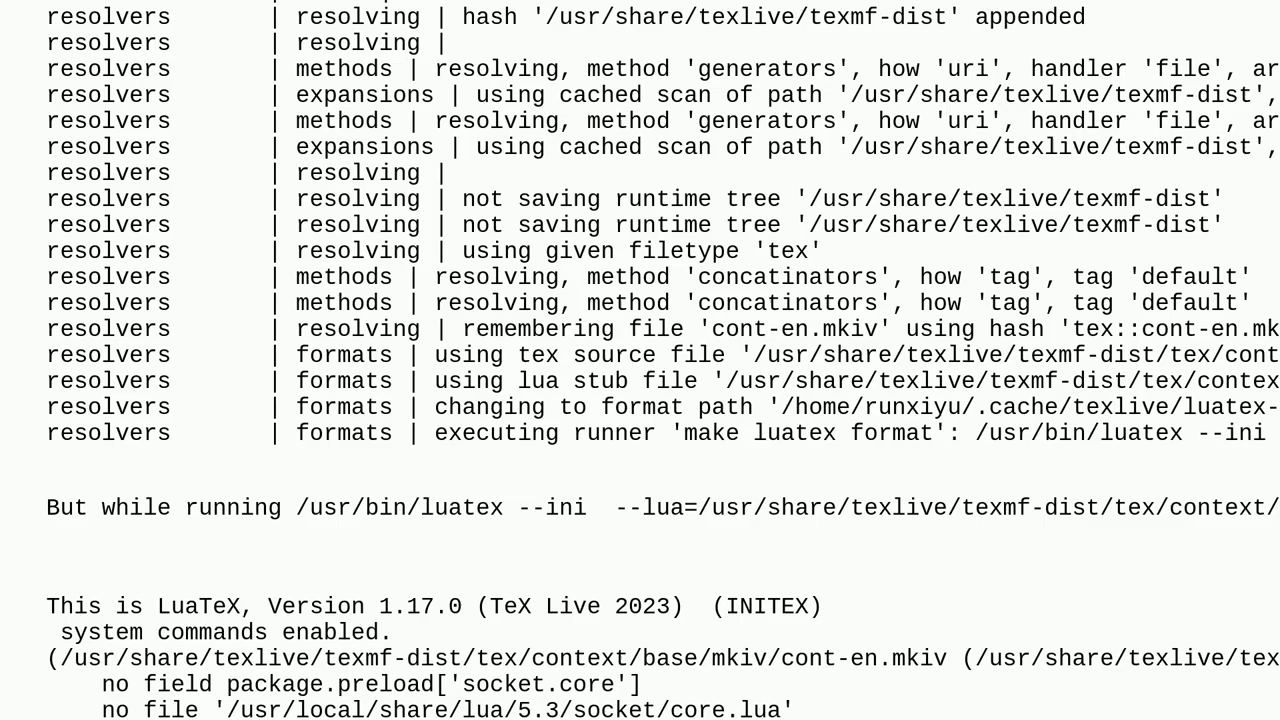 resolvers       | resolving | hash '/usr/share/texlive/texmf-dist' appended
resolvers       | resolving |
resolvers       | methods | resolving, method 'generators', how 'uri', handler 'file', ar
resolvers       | expansions | using cached scan of path '/usr/share/texlive/texmf-dist',
resolvers       | methods | resolving, method 'generators', how 'uri', handler 'file', ar
resolvers       | expansions | using cached scan of path '/usr/share/texlive/texmf-dist',
resolvers       | resolving |
resolvers       | resolving | not saving runtime tree '/usr/share/texlive/texmf-dist'
resolvers       | resolving | not saving runtime tree '/usr/share/texlive/texmf-dist'
resolvers       | resolving | using given filetype 'tex'
resolvers       | methods | resolving, method 'concatinators', how 'tag', tag 'default'
resolvers       | methods | resolving, method 'concatinators', how 'tag', tag 'default'
resolvers       | resolving | remembering file 'cont-en.mkiv' using hash 'tex::cont-en.mk
resolvers       | formats | using tex source file '/usr/share/texlive/texmf-dist/tex/cont
resolvers       | formats | using lua stub file '/usr/share/texlive/texmf-dist/tex/contex
resolvers       | formats | changing to format path '/home/runxiyu/.cache/texlive/luatex-
resolvers       | formats | executing runner 'make luatex format': /usr/bin/luatex --ini
But while running /usr/bin/luatex --ini  --lua=/usr/share/texlive/texmf-dist/tex/context/
This is LuaTeX, Version 1.17.0 (TeX Live 2023)  (INITEX)
 system commands enabled.
(/usr/share/texlive/texmf-dist/tex/context/base/mkiv/cont-en.mkiv (/usr/share/texlive/tex
    no field package.preload['socket.core']
    no file '/usr/local/share/lua/5.3/socket/core.lua'